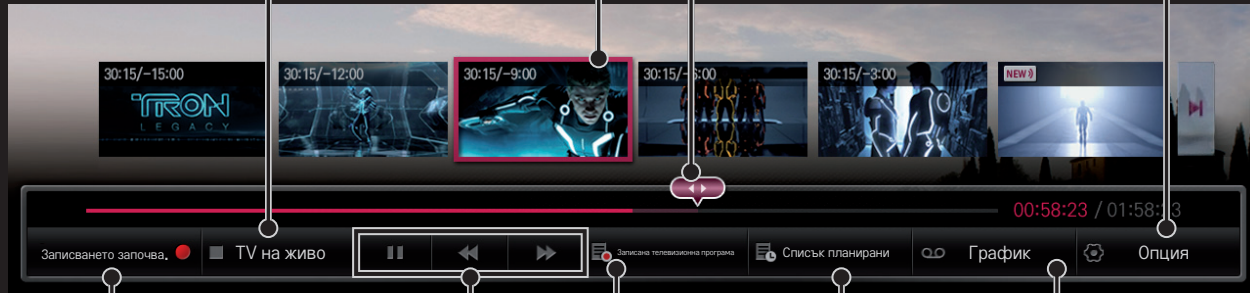 30:15/-15:00
30:15/-12:00
30:15/-9:00
30:15/-6:00
30:15/-3:00
NEW
TRON
LEGACY
00:58:23 / 01:58:23
Записването започва.
TV на живо
Записана телевизионна програма
Списък планирани
График
Опция